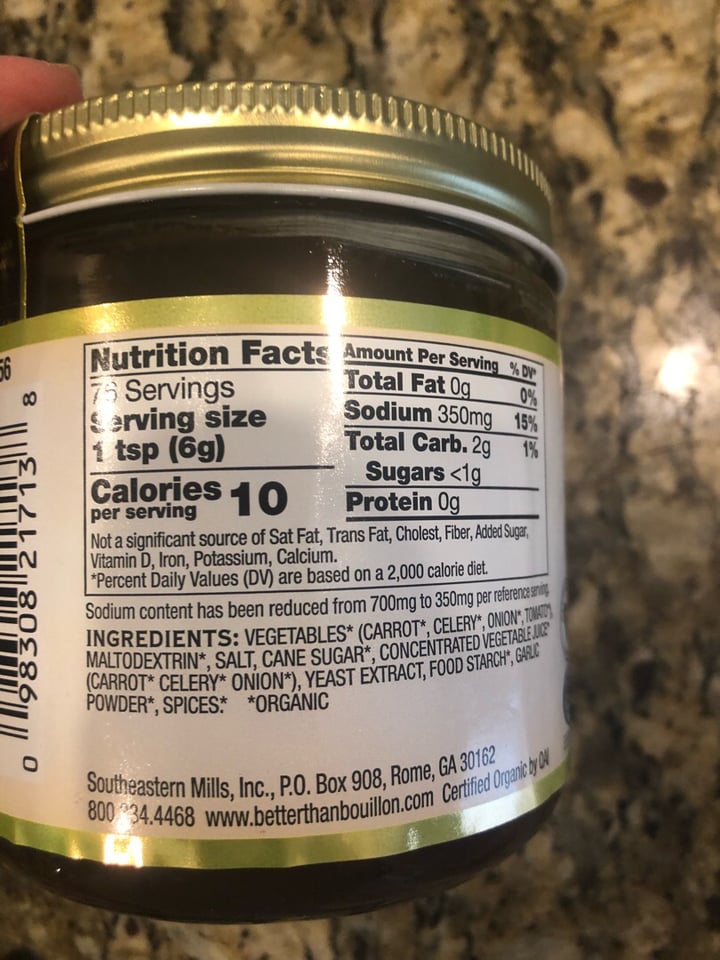 56
0 98308 21713 8
Nutrition Facts
Servings
Serving size
1 tsp (6g)
Calories 10
per serving
Amount Per Serving % DV*
Total Fat 0g 0%
Sodium 350mg 15%
Total Carb. 2g 1%
Sugars <1g
Protein 0g
Not a significant source of Sat Fat, Trans Fat, Cholest, Fiber, Added Sugar,
Vitamin D, Iron, Potassium, Calcium.
*Percent Daily Values (DV) are based on a 2,000 calorie diet.
Sodium content has been reduced from 700mg to 350mg per reference serving.
INGREDIENTS: VEGETABLES* (CARROT*, CELERY*, ONION*, TOMATO*),
MALTODEXTRIN*, SALT, CANE SUGAR*, CONCENTRATED VEGETABLE JUICE*
(CARROT* CELERY* ONION*), YEAST EXTRACT, FOOD STARCH*, GARLIC
POWDER*, SPICES* *ORGANIC
Southeastern Mills, Inc., P.O. Box 908, Rome, GA 30162
800 34.4468 www.betterthanbouillon.com Certified Organic by QAI